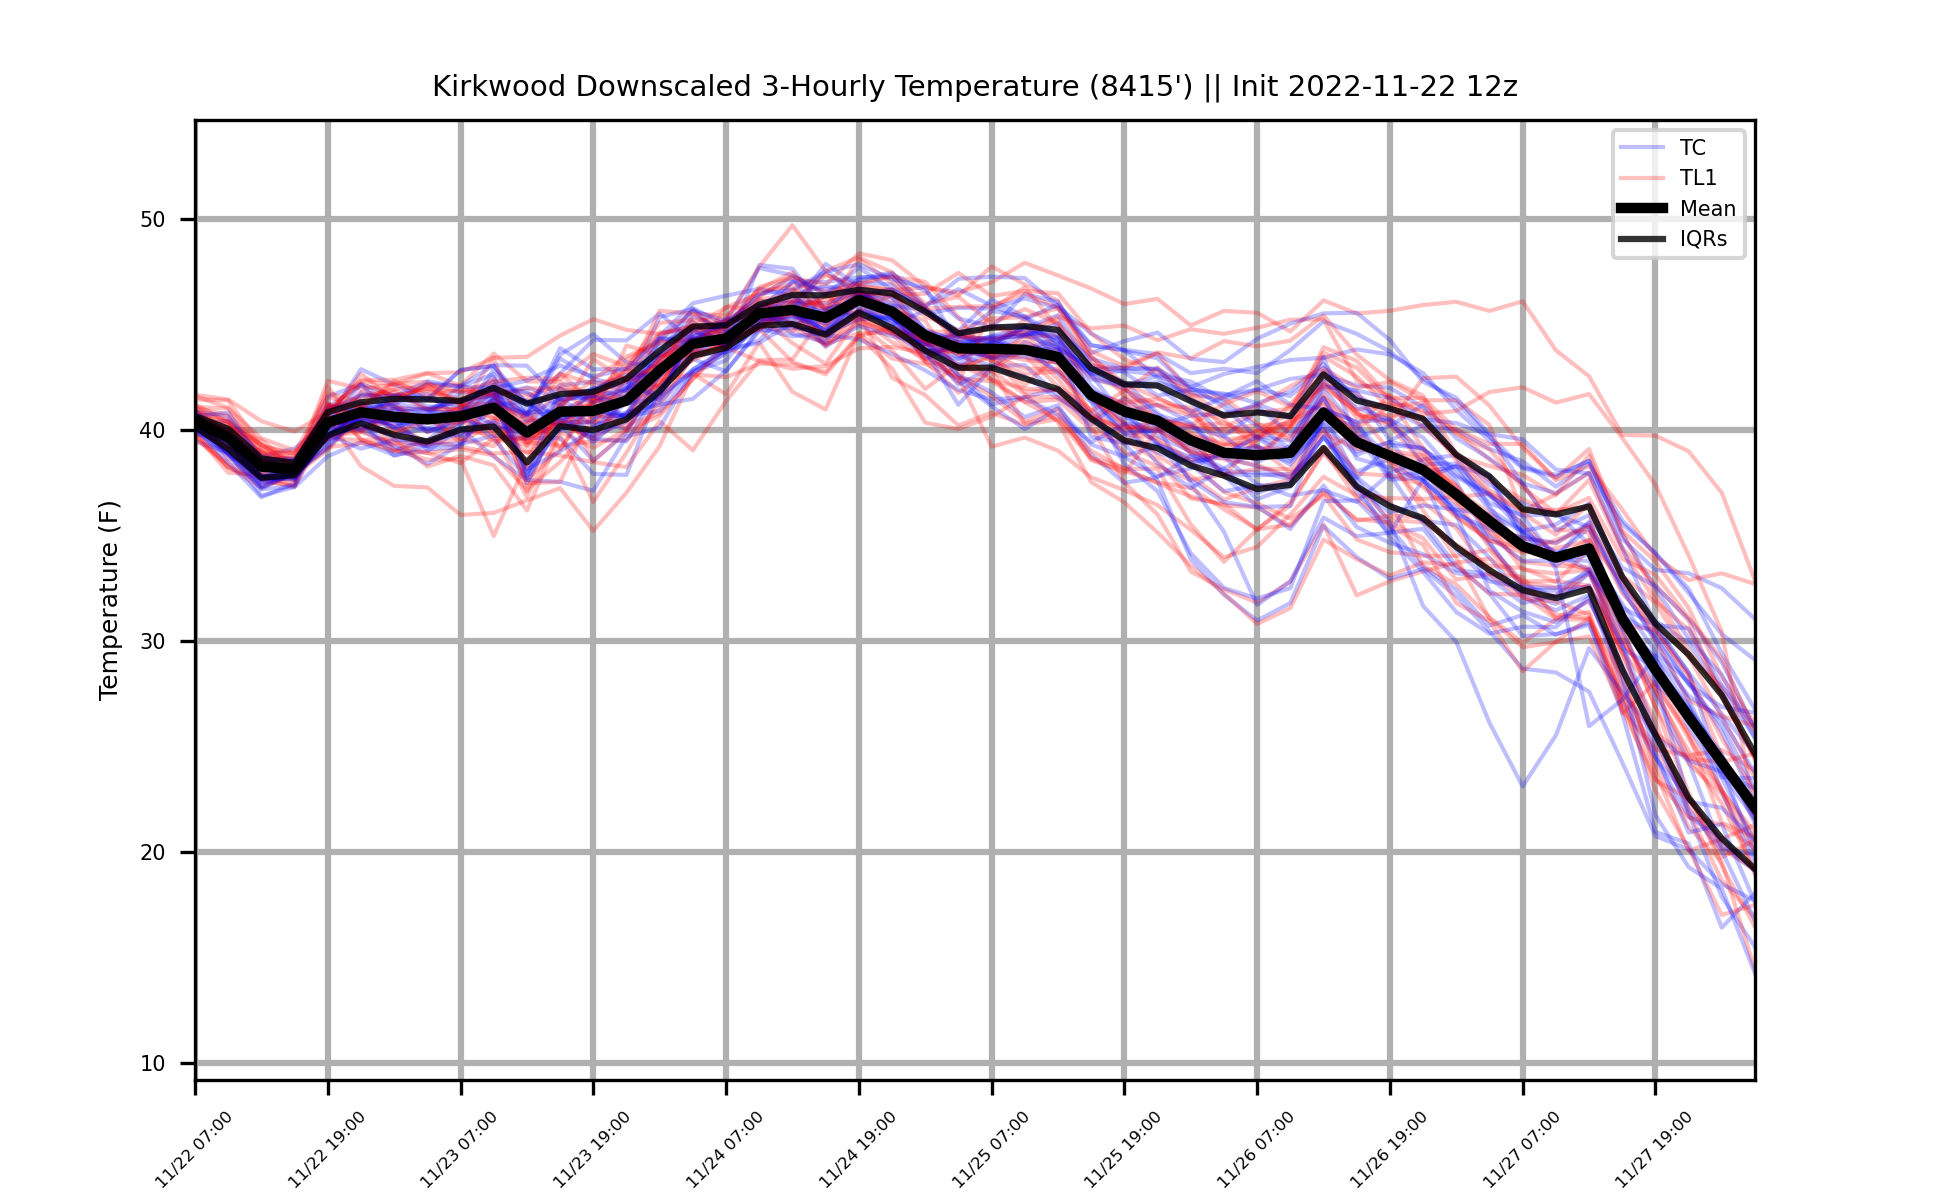 Kirkwood Downscaled 3-Hourly Temperature (8415') || Init 2022-11-22 12z
TC
TL1
Mean
IQRs
Temperature (F)
50
40
30
20
10
11/22 07:00
11/22 19:00
11/23 07:00
11/23 19:00
11/24 07:00
11/24 19:00
11/25 07:00
11/25 19:00
11/26 07:00
11/26 19:00
11/27 07:00
11/27 19:00